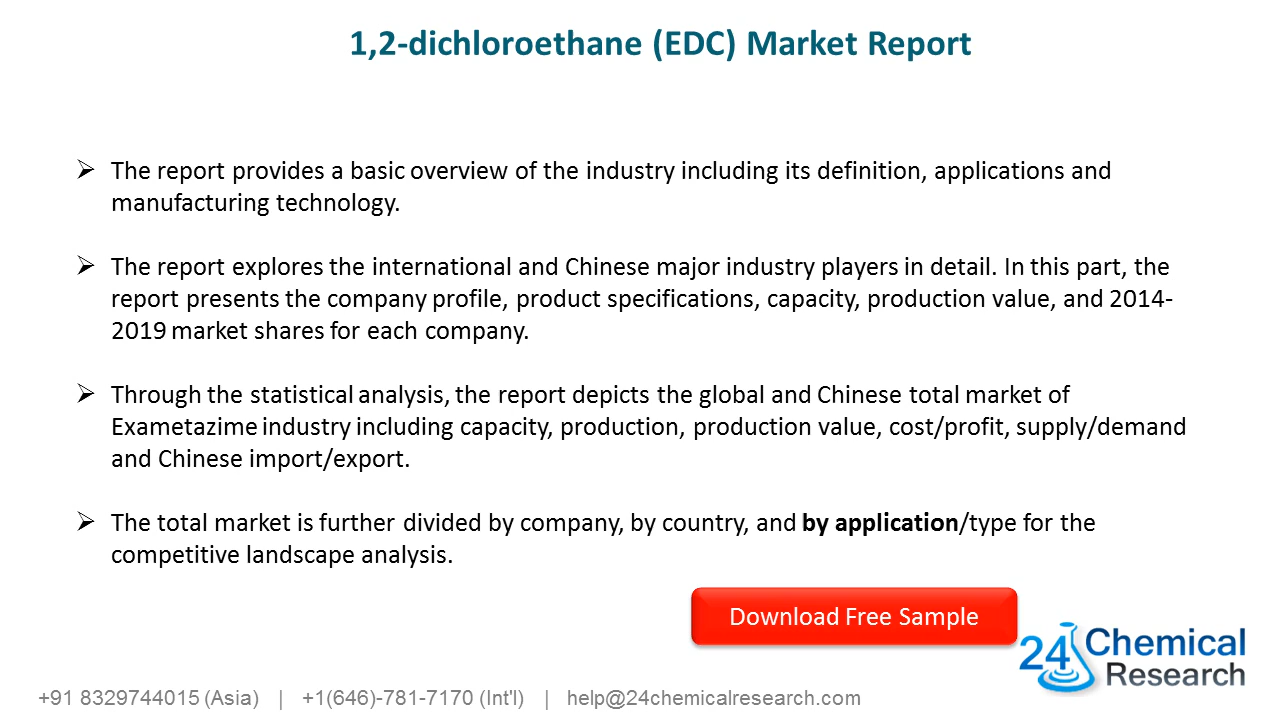 1,2-dichloroethane (EDC) Market Report
The report provides a basic overview of the industry including its definition, applications and
manufacturing technology.
The report explores the international and Chinese major industry players in detail. In this part, the
report presents the company profile, product specifications, capacity, production value, and 2014-
2019 market shares for each company.
Through the statistical analysis, the report depicts the global and Chinese total market of
Exametazime industry including capacity, production, production value, cost/profit, supply/demand
and Chinese import/export.
The total market is further divided by company, by country, and by application/type for the
competitive landscape analysis.
Download Free Sample
24 Chemical
Research
+91 8329744015 (Asia) | +1(646)-781-7170 (Int'l) | help@24chemicalresearch.com